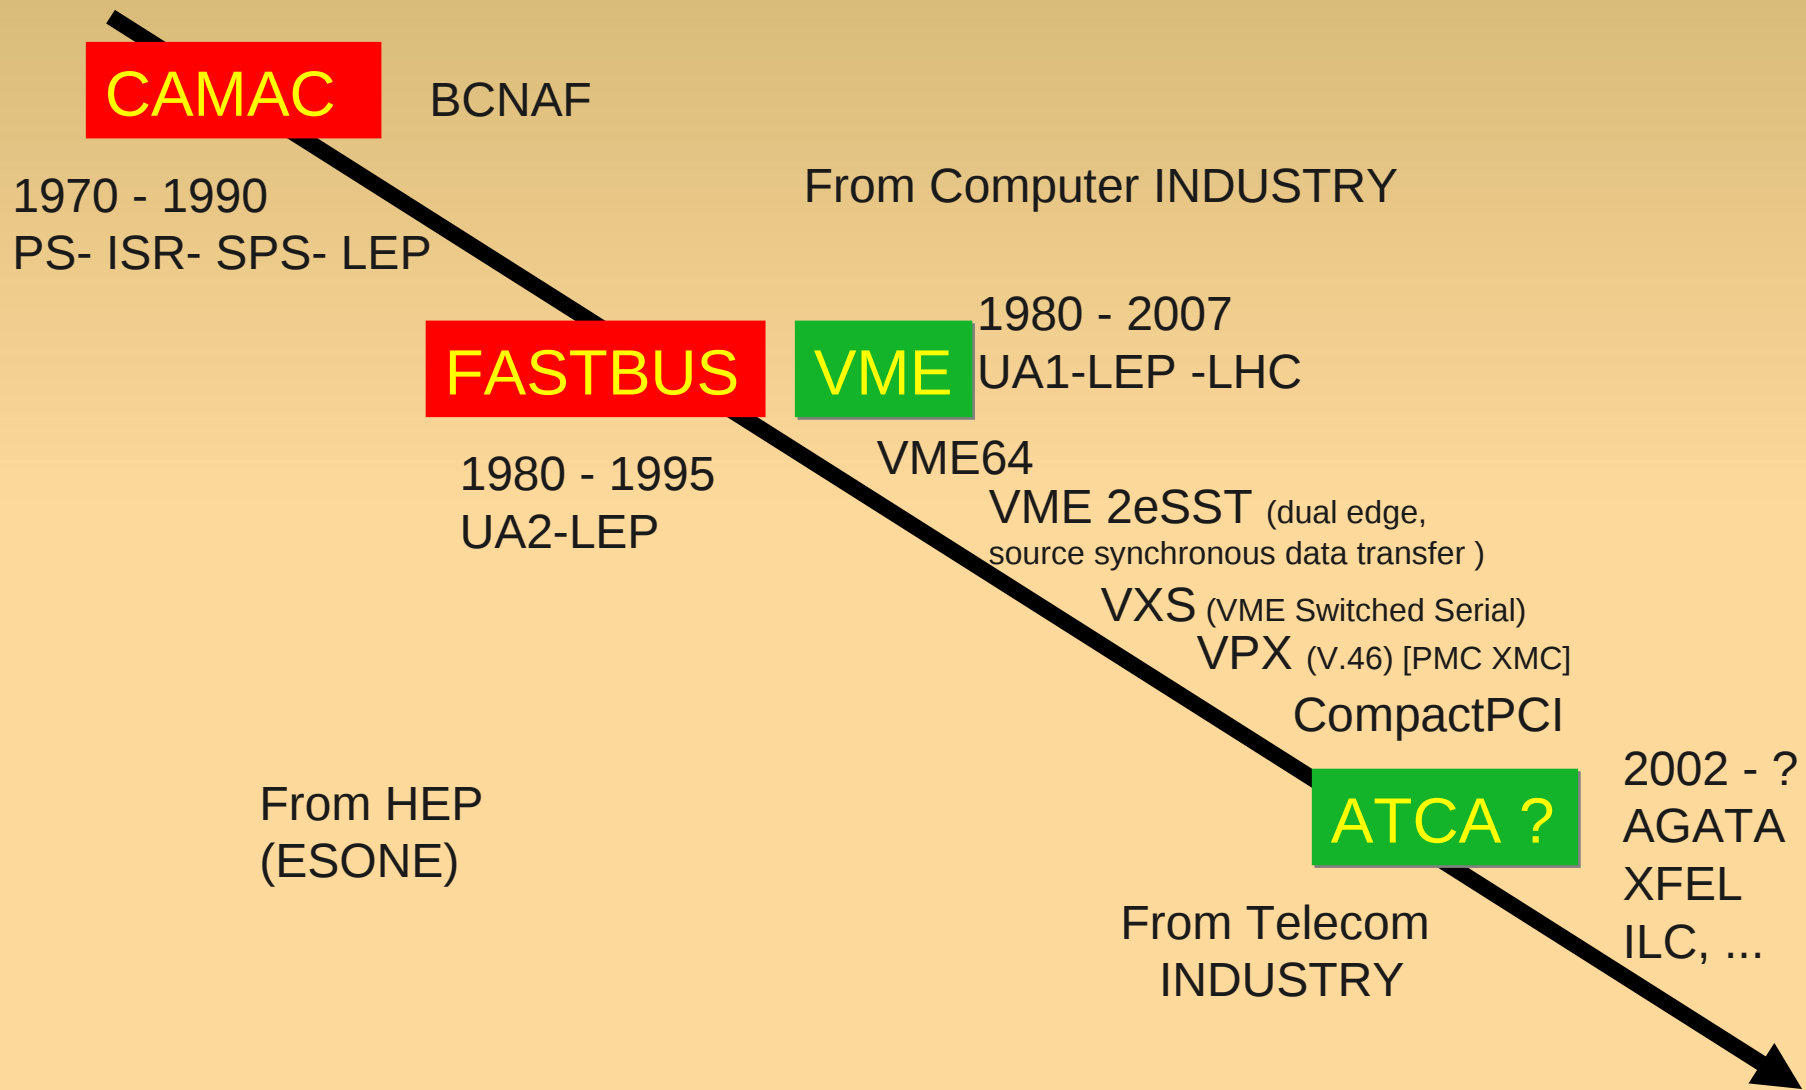 CAMAC
BCNAF
1970 - 1990
PS- ISR- SPS- LEP
From Computer INDUSTRY
FASTBUS
VME
1980 - 2007
UA1-LEP -LHC
1980 - 1995
UA2-LEP
VME64
VME 2eSST (dual edge,
source synchronous data transfer )
VXS (VME Switched Serial)
VPX (V.46) [PMC XMC]
CompactPCI
ATCA ?
2002 - ?
AGATA
XFEL
ILC, ...
From HEP
(ESONE)
From Telecom
INDUSTRY